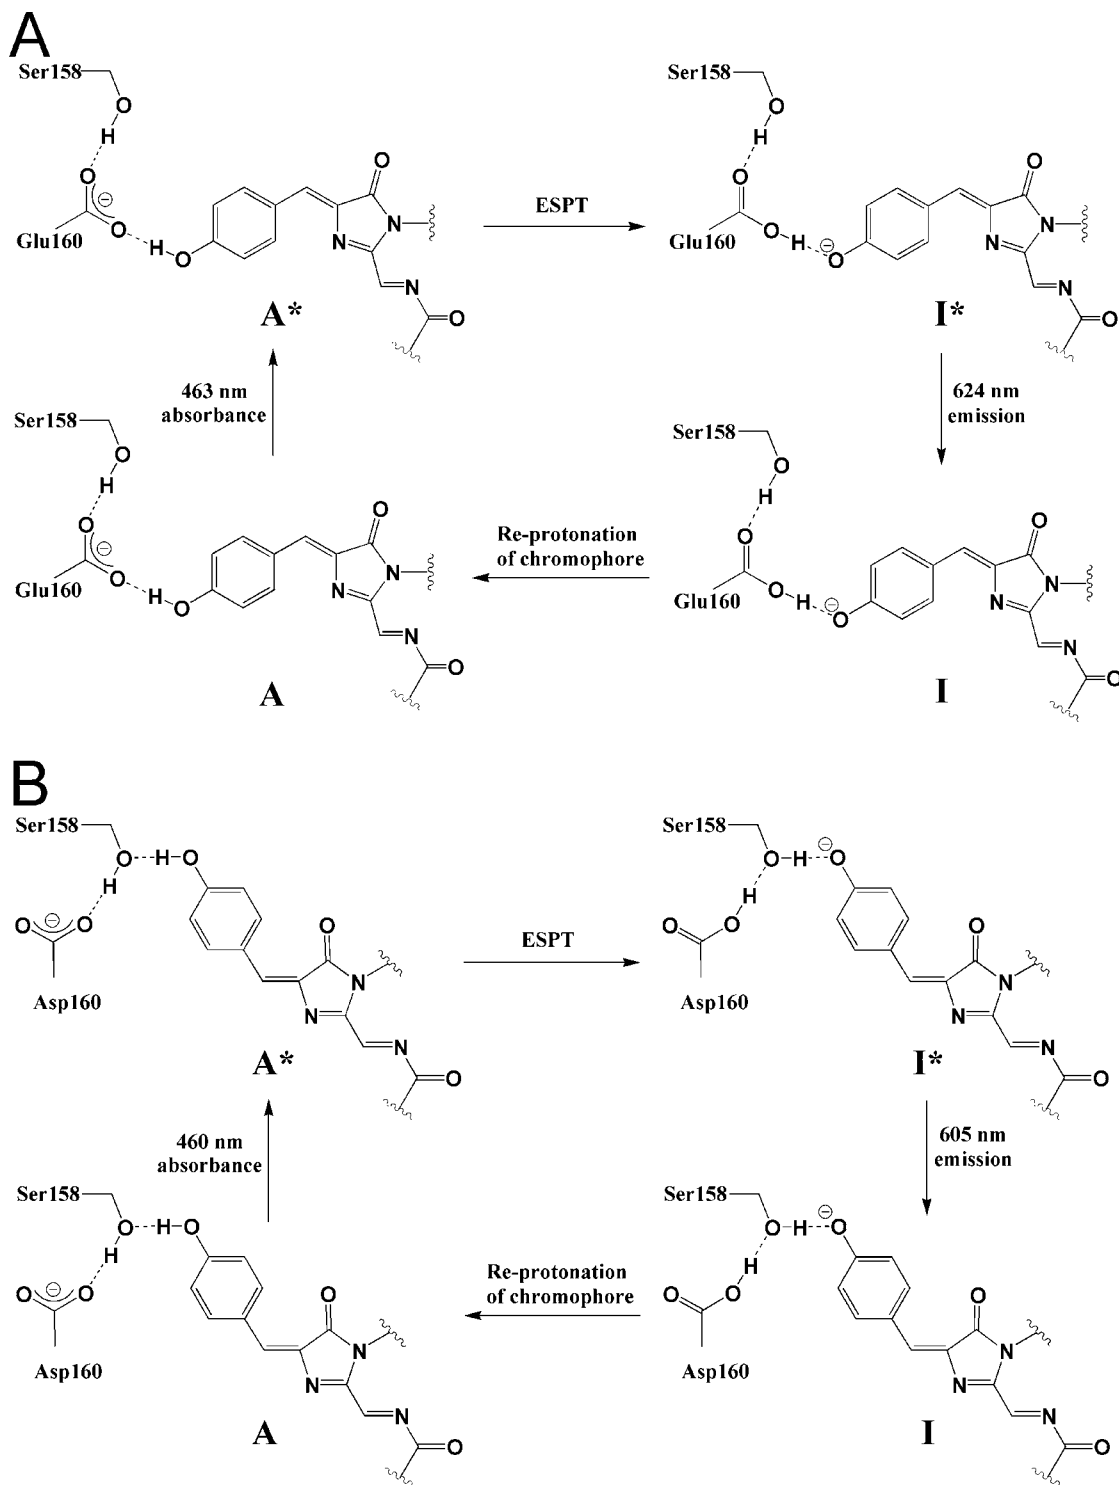 A
Ser158
O
H
O
⊖
Glu160
O
H
O
O
N
N
N
O
A*
ESPT
Ser158
O
H
O
Glu160
O
H
⊖
O
O
N
N
N
O
I*
463 nm
absorbance
624 nm
emission
Ser158
O
H
O
⊖
Glu160
O
H
O
O
N
N
N
O
A
Re-protonation
of chromophore
Ser158
O
H
O
Glu160
O
H
⊖
O
O
N
N
N
O
I
B
Ser158
O
H
O
H
O
⊖
O
Asp160
O
N
N
N
O
A*
ESPT
Ser158
O
H
⊖
O
H
O
O
Asp160
O
N
N
N
O
I*
460 nm
absorbance
605 nm
emission
Ser158
O
H
O
H
O
⊖
O
Asp160
O
N
N
N
O
A
Re-protonation
of chromophore
Ser158
O
H
⊖
O
H
O
O
Asp160
O
N
N
N
O
I